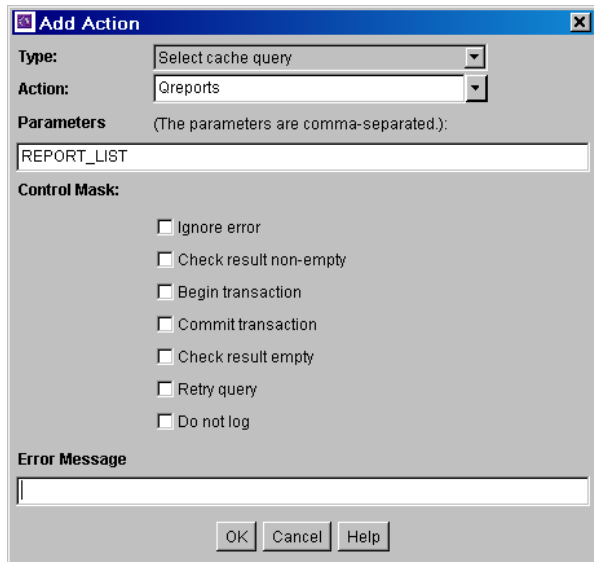 Add Action
Type: Select cache query
Action: Qreports
Parameters (The parameters are comma-separated.):
REPORT_LIST
Control Mask:
Ignore error
Check result non-empty
Begin transaction
Commit transaction
Check result empty
Retry query
Do not log
Error Message
OK Cancel Help